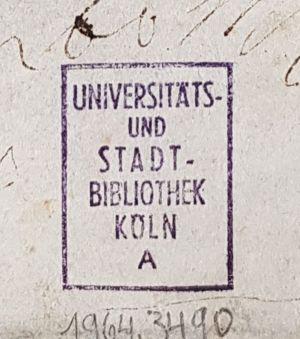 UNIVERSITÄTS-
UND
STADT-
BIBLIOTHEK
KÖLN
A
1964.3490